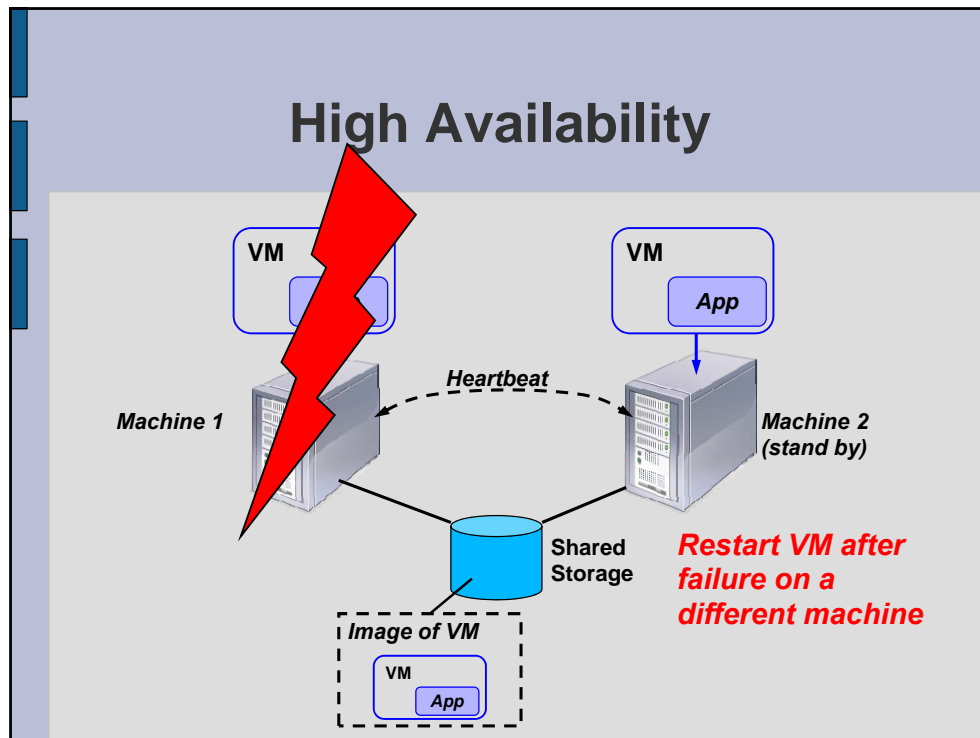 High Availability
VM
VM
App
Heartbeat
Machine 1
Machine 2
(stand by)
Shared
Storage
Restart VM after
failure on a
different machine
Image of VM
VM
App